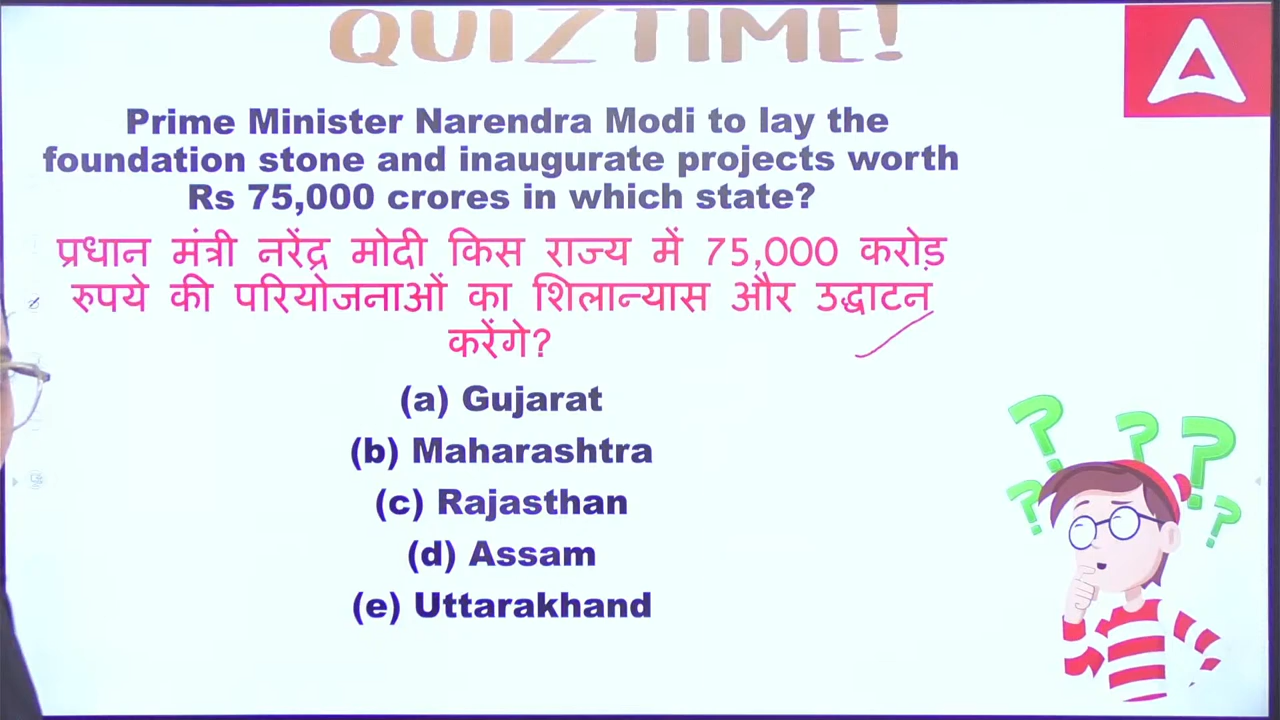 QUIZTIME!
Prime Minister Narendra Modi to lay the
foundation stone and inaugurate projects worth
Rs 75,000 crores in which state?
प्रधान मंत्री नरेंद्र मोदी किस राज्य में 75,000 करोड़
रुपये की परियोजनाओं का शिलान्यास और उद्घाटन
करेंगे?
(a) Gujarat
(b) Maharashtra
(c) Rajasthan
(d) Assam
(e) Uttarakhand